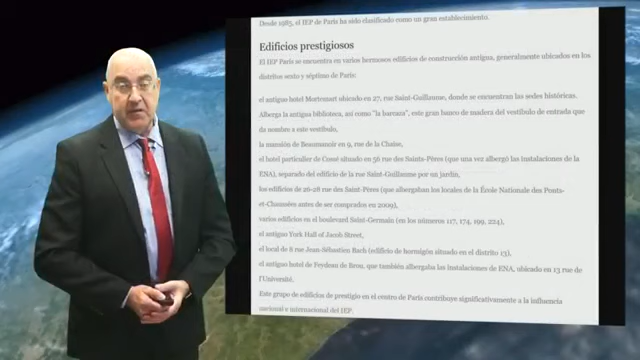 Desde 1985, el IEP de Paris ha sido clasificado como un gran establecimiento.
Edificios prestigiosos
El IEP Paris se encuentra en varios hermosos edificios de construcción antigua, generalmente ubicados en los
distritos sexto y séptimo de Paris:
el antiguo hotel Mortemart ubicado en 27, rue Saint-Guillaume, donde se encuentran las sedes históricas.
Alberga la antigua biblioteca, así como "la barcaza", este gran banco de madera del vestíbulo de entrada que
da nombre a este vestíbulo,
la mansión de Beaumanoir en 9, rue de la Chaise,
el hotel particulier de Cossé situado en 56 rue des Saints-Pères (que una vez albergó las instalaciones de la
ENA), separado del edificio de la rue Saint-Guillaume por un jardín,
los edificios de 26-28 rue des Saint-Pères (que albergaban los locales de la École Nationale des Ponts-
et-Chaussées antes de ser comprados en 2009),
varios edificios en el boulevard Saint-Germain (en los números 117, 174, 199, 224),
el antiguo York Hall of Jacob Street,
el local de 8 rue Jean-Sébastien Bach (edificio de hormigón situado en el distrito 13),
el antiguo hotel de Feydeau de Brou, que también albergaba las instalaciones de ENA, ubicado en 13 rue de
l'Université.
Este grupo de edificios de prestigio en el centro de Paris contribuye significativamente a la influencia
nacional e internacional del IEP.